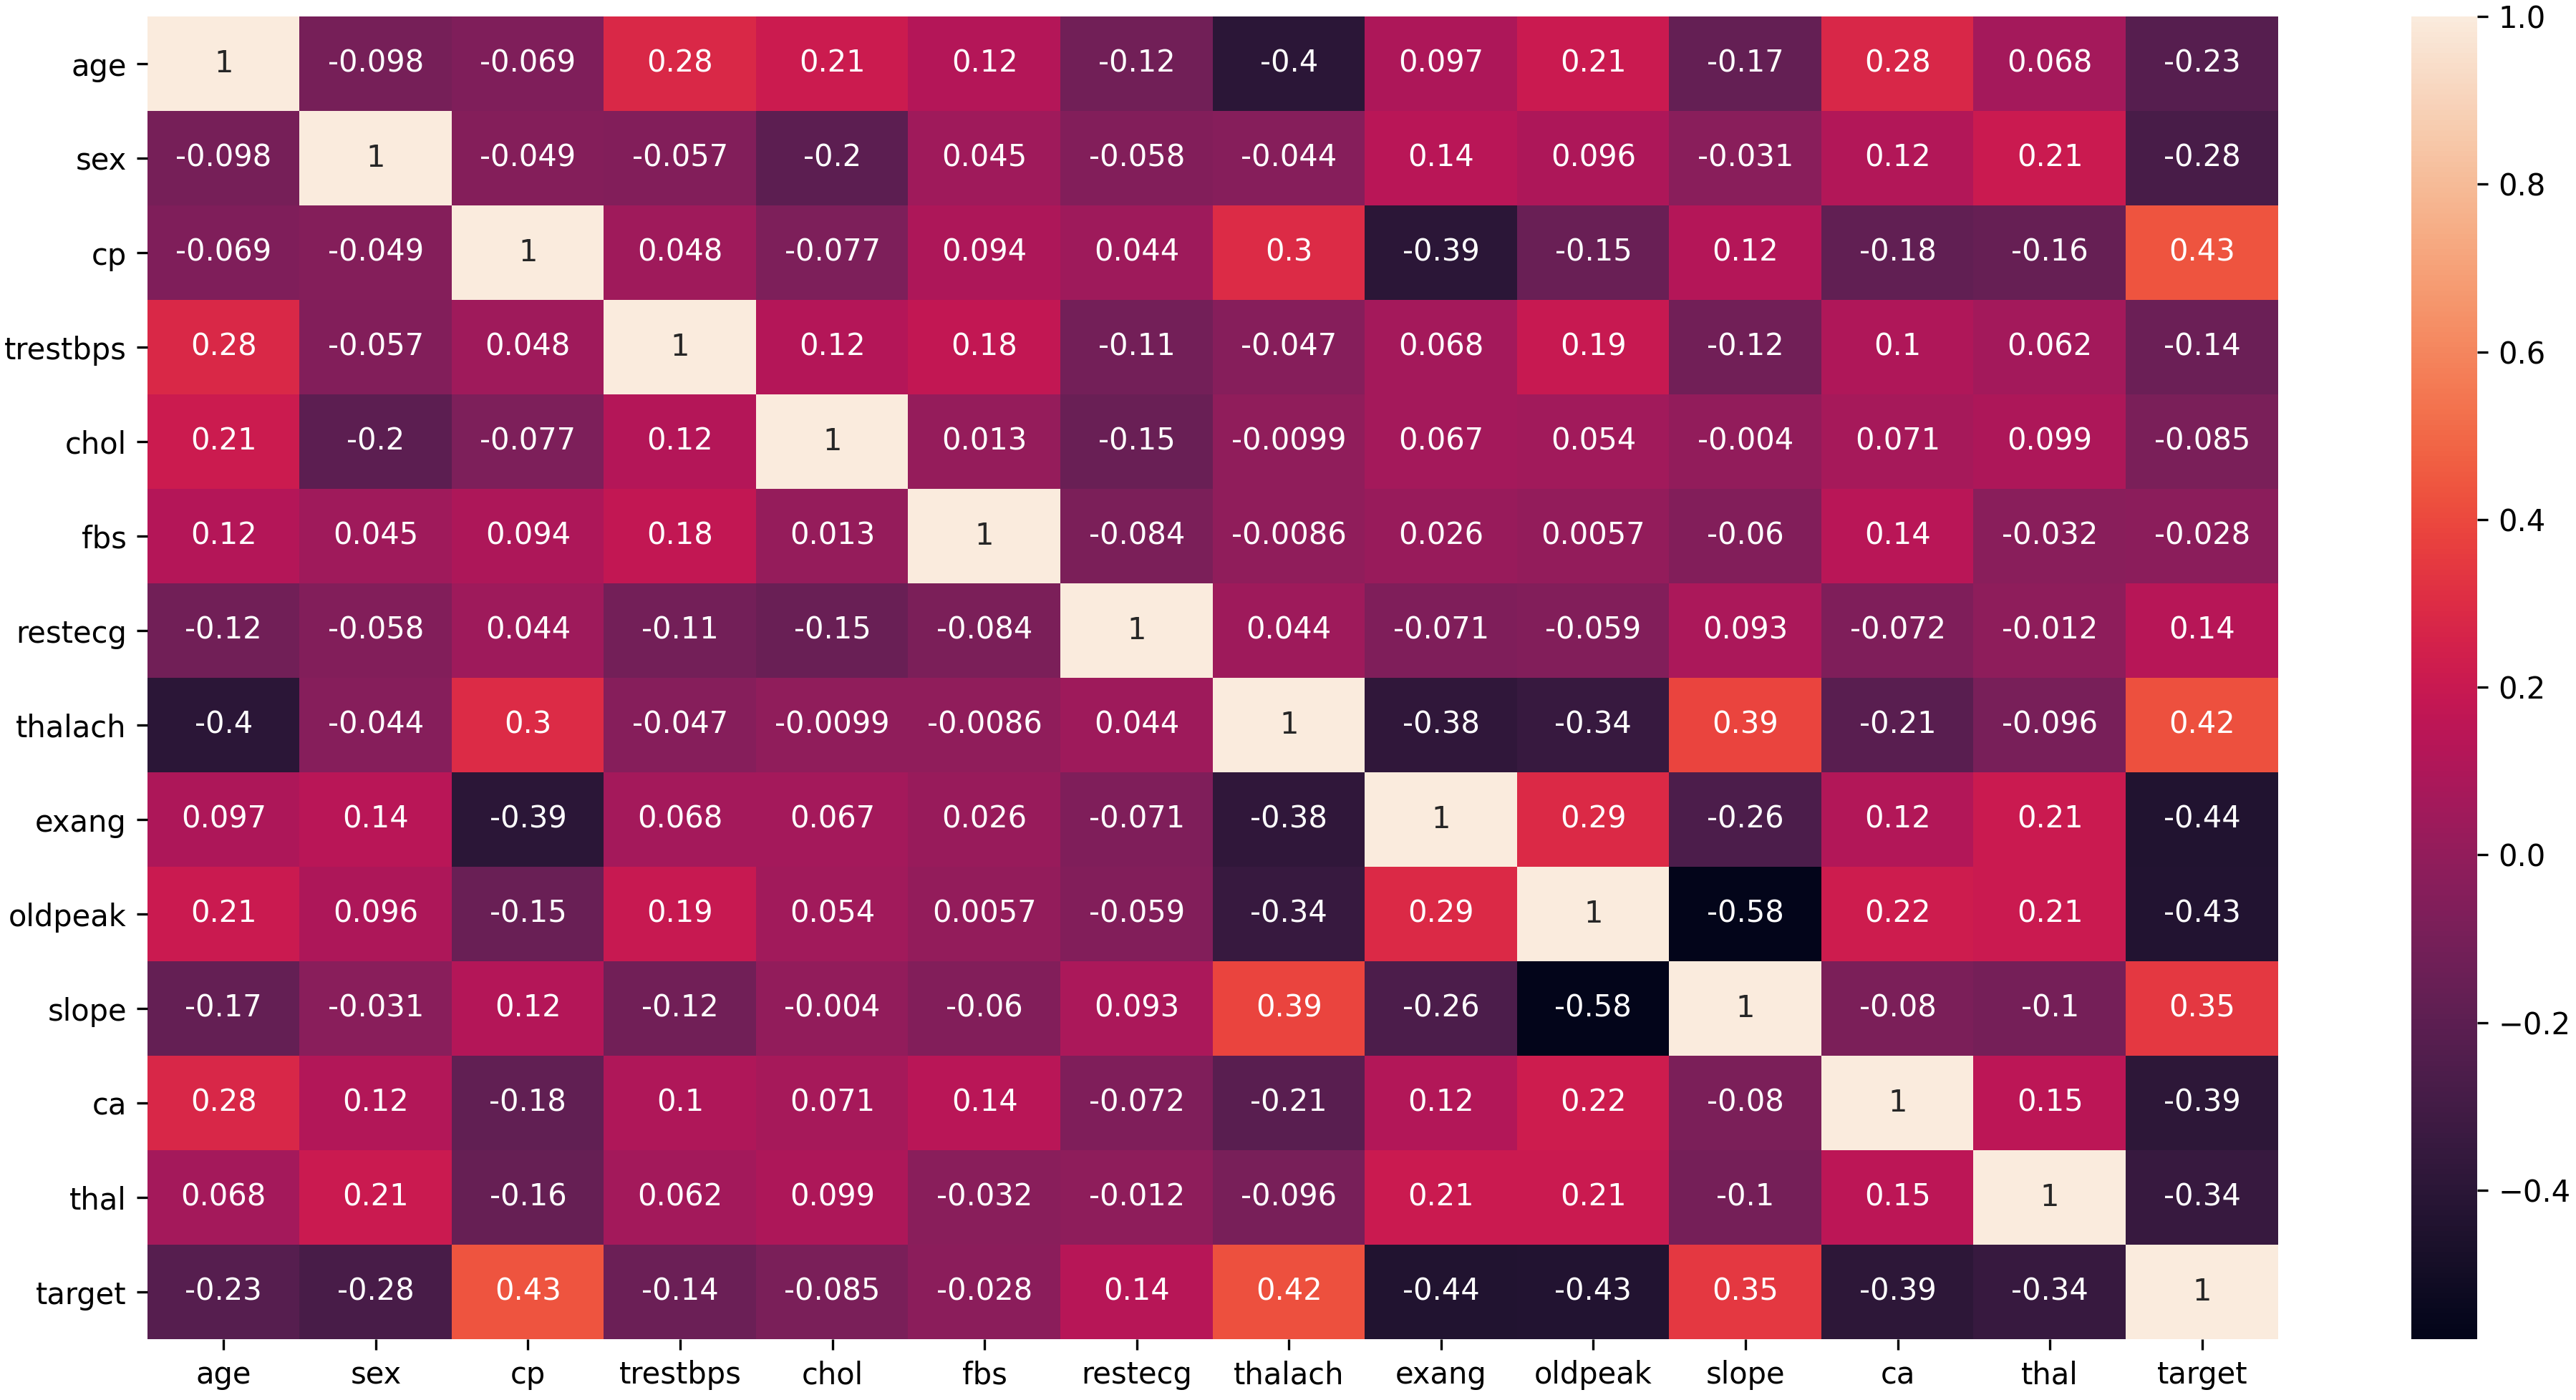 age 1 -0.098 -0.069 0.28 0.21 0.12 -0.12 -0.4 0.097 0.21 -0.17 0.28 0.068 -0.23
sex -0.098 1 -0.049 -0.057 -0.2 0.045 -0.058 -0.044 0.14 0.096 -0.031 0.12 0.21 -0.28
cp -0.069 -0.049 1 0.048 -0.077 0.094 0.044 0.3 -0.39 -0.15 0.12 -0.18 -0.16 0.43
trestbps 0.28 -0.057 0.048 1 0.12 0.18 -0.11 -0.047 0.068 0.19 -0.12 0.1 0.062 -0.14
chol 0.21 -0.2 -0.077 0.12 1 0.013 -0.15 -0.0099 0.067 0.054 -0.004 0.071 0.099 -0.085
fbs 0.12 0.045 0.094 0.18 0.013 1 -0.084 -0.0086 0.026 0.0057 -0.06 0.14 -0.032 -0.028
restecg -0.12 -0.058 0.044 -0.11 -0.15 -0.084 1 0.044 -0.071 -0.059 0.093 -0.072 -0.012 0.14
thalach -0.4 -0.044 0.3 -0.047 -0.0099 -0.0086 0.044 1 -0.38 -0.34 0.39 -0.21 -0.096 0.42
exang 0.097 0.14 -0.39 0.068 0.067 0.026 -0.071 -0.38 1 0.29 -0.26 0.12 0.21 -0.44
oldpeak 0.21 0.096 -0.15 0.19 0.054 0.0057 -0.059 -0.34 0.29 1 -0.58 0.22 0.21 -0.43
slope -0.17 -0.031 0.12 -0.12 -0.004 -0.06 0.093 0.39 -0.26 -0.58 1 -0.08 -0.1 0.35
ca 0.28 0.12 -0.18 0.1 0.071 0.14 -0.072 -0.21 0.12 0.22 -0.08 1 0.15 -0.39
thal 0.068 0.21 -0.16 0.062 0.099 -0.032 -0.012 -0.096 0.21 0.21 -0.1 0.15 1 -0.34
target -0.23 -0.28 0.43 -0.14 -0.085 -0.028 0.14 0.42 -0.44 -0.43 0.35 -0.39 -0.34 1
age sex cp trestbps chol fbs restecg thalach exang oldpeak slope ca thal target
1.0
0.8
0.6
0.4
0.2
0.0
−0.2
−0.4